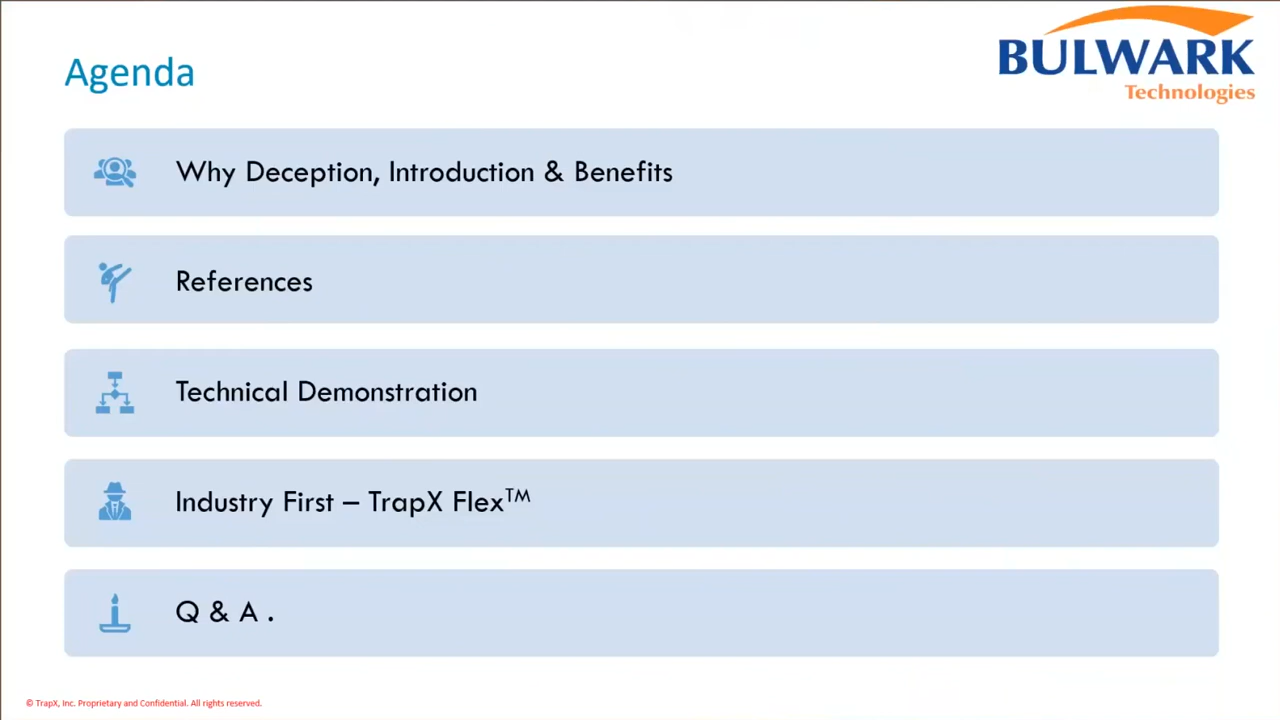 Agenda
BULWARK
Technologies
Why Deception, Introduction & Benefits
References
Technical Demonstration
Industry First – TrapX Flex™
Q & A .
© TrapX, Inc. Proprietary and Confidential. All rights reserved.